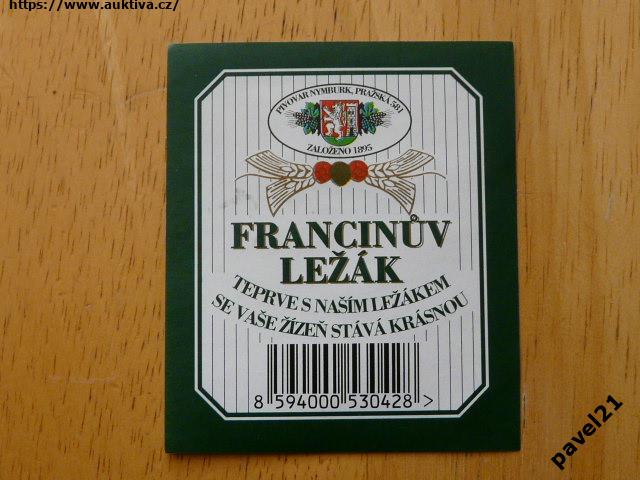 https://www.auktiva.cz/
PIVOVAR NYMBURK, PRAŽSKÁ 581
ZALOŽENO 1895
FRANCINŮV
LEŽÁK
TEPRVE S NAŠÍM LEŽÁKEM
SE VAŠE ŽÍZEŇ STÁVÁ KRÁSNOU
8 594000 530428 >
pavel21